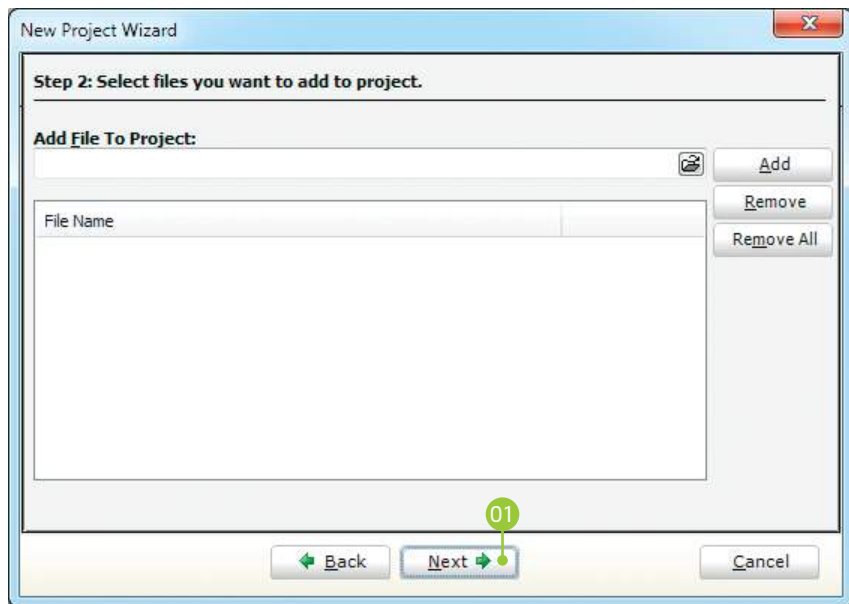 New Project Wizard
X
Step 2: Select files you want to add to project.
Add File To Project:
Add
Remove
File Name
Remove All
01
Back
Next
Cancel